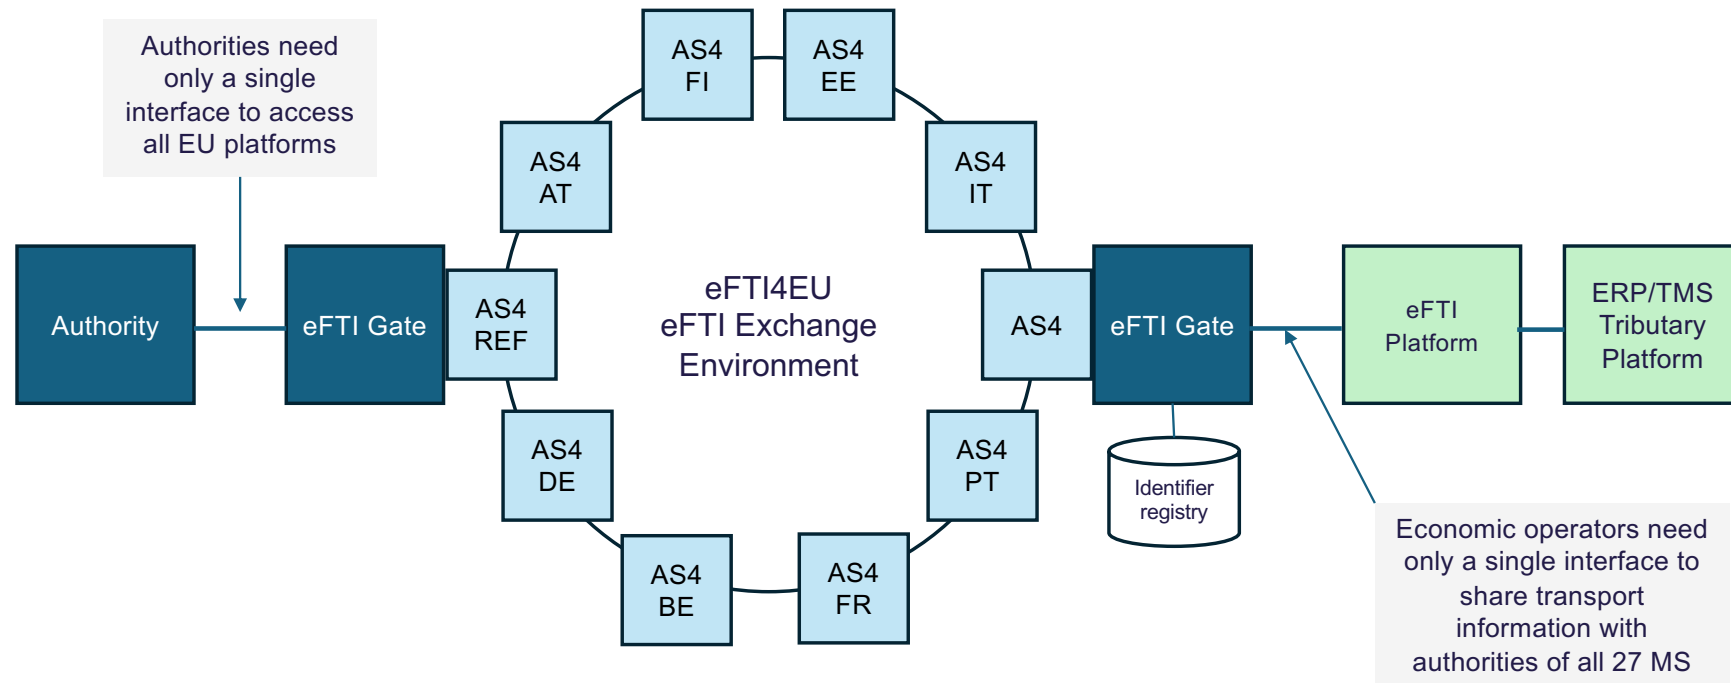 Authorities need
only a single
interface to access
all EU platforms
AS4
FI
AS4
EE
AS4
AT
AS4
IT
Authority
eFTI Gate
AS4
REF
eFTI4EU
eFTI Exchange
Environment
AS4
eFTI Gate
eFTI
Platform
ERP/TMS
Tributary
Platform
AS4
DE
AS4
PT
Identifier
registry
AS4
BE
AS4
FR
Economic operators need
only a single interface to
share transport
information with
authorities of all 27 MS